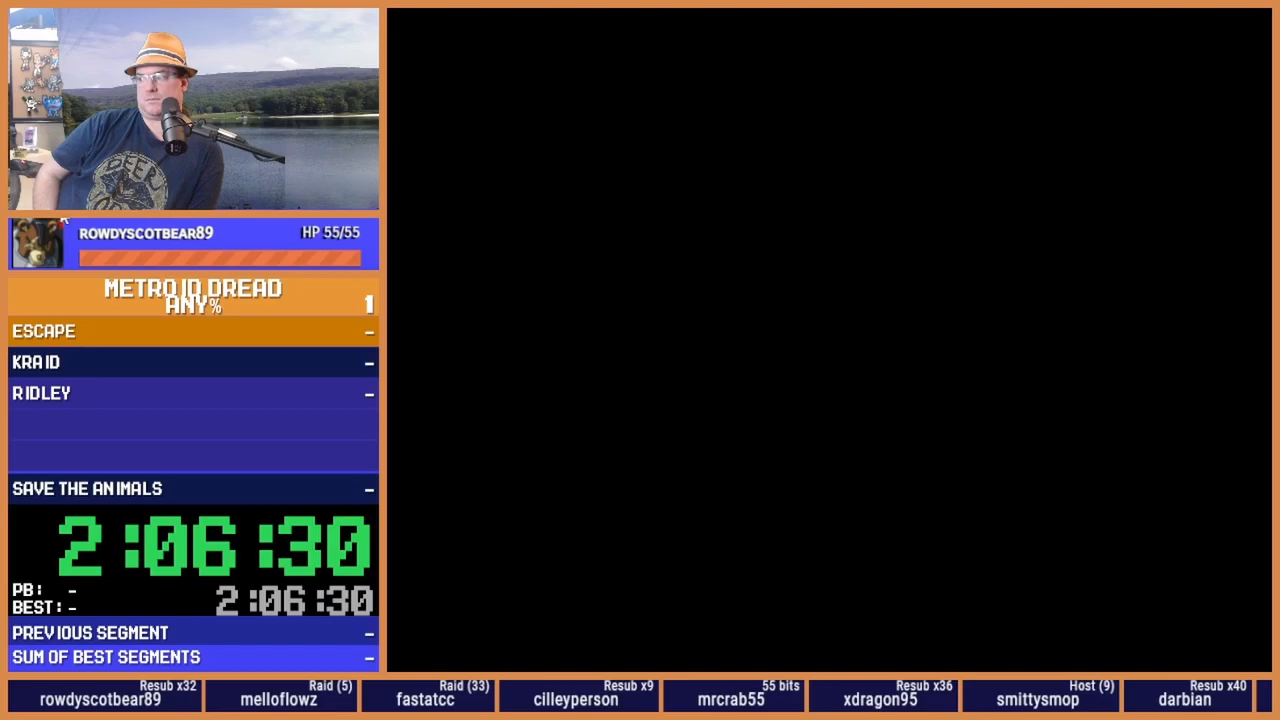 BEER
ROWDYSCOTBEAR89 HP 55/55
METROID DREAD
ANY% 1
ESCAPE -
KRAID -
RIDLEY -
SAVE THE ANIMALS -
2:06:30
PB: -
BEST: - 2:06:30
PREVIOUS SEGMENT -
SUM OF BEST SEGMENTS -
Resub x32 Raid (5) Raid (33) Resub x9 55 bits Resub x36 Host (9) Resub x40
rowdyscotbear89 melloflowz fastatcc cilleyperson mrcrab55 xdragon95 smittysmop darbian